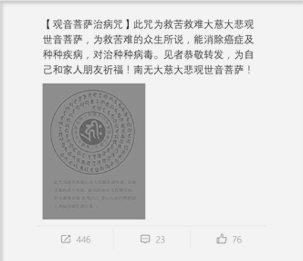 【观音菩萨治病咒】此咒为救苦救难大慈大悲观
世音菩萨，为救苦难的众生所说，能消除癌症及
种种疾病，对治种种病毒。见者恭敬转发，为自
己和家人朋友祈福！南无大慈大悲观世音菩萨！
446 23 76